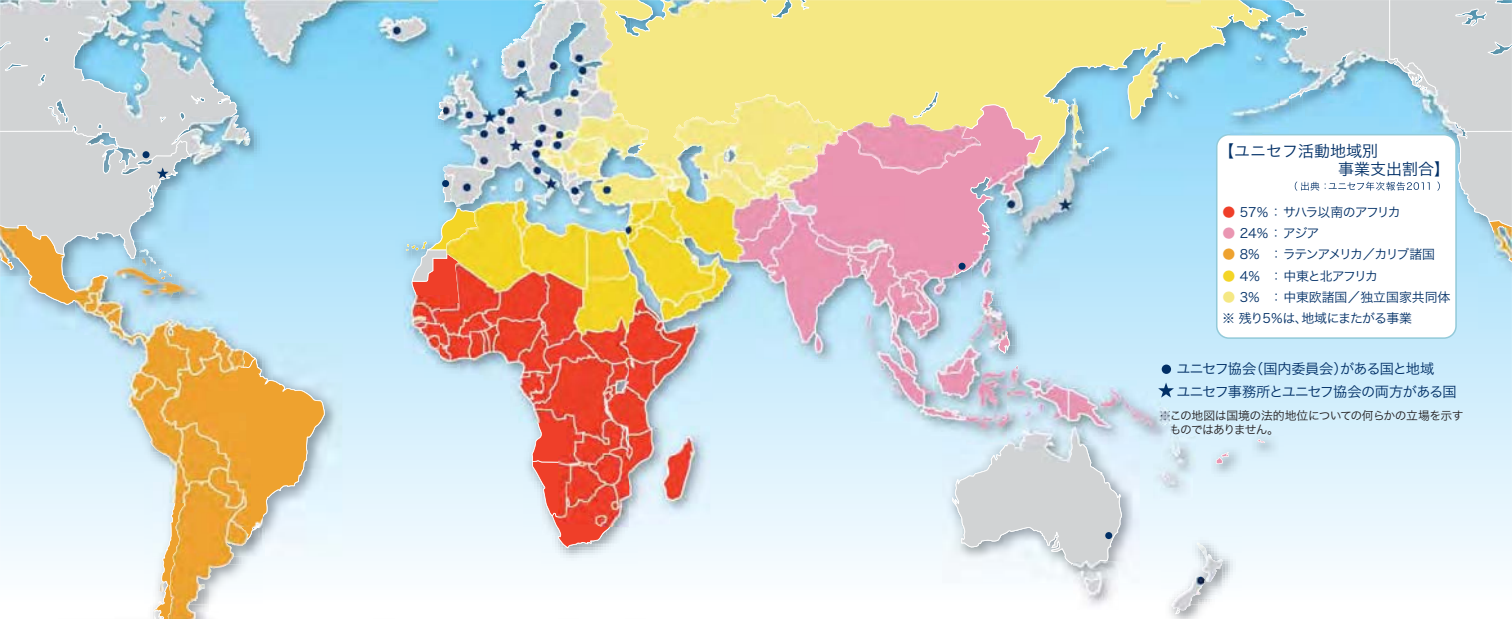 【ユニセフ活動地域別
事業支出割合】
（出典：ユニセフ年次報告2011 ）
57% ：サハラ以南のアフリカ
24% ：アジア
8% ：ラテンアメリカ／カリブ諸国
4% ：中東と北アフリカ
3% ：中東欧諸国／独立国家共同体
※ 残り5%は、地域にまたがる事業
● ユニセフ協会（国内委員会）がある国と地域
★ ユニセフ事務所とユニセフ協会の両方がある国
※この地図は国境の法的地位についての何らかの立場を示す
ものではありません。